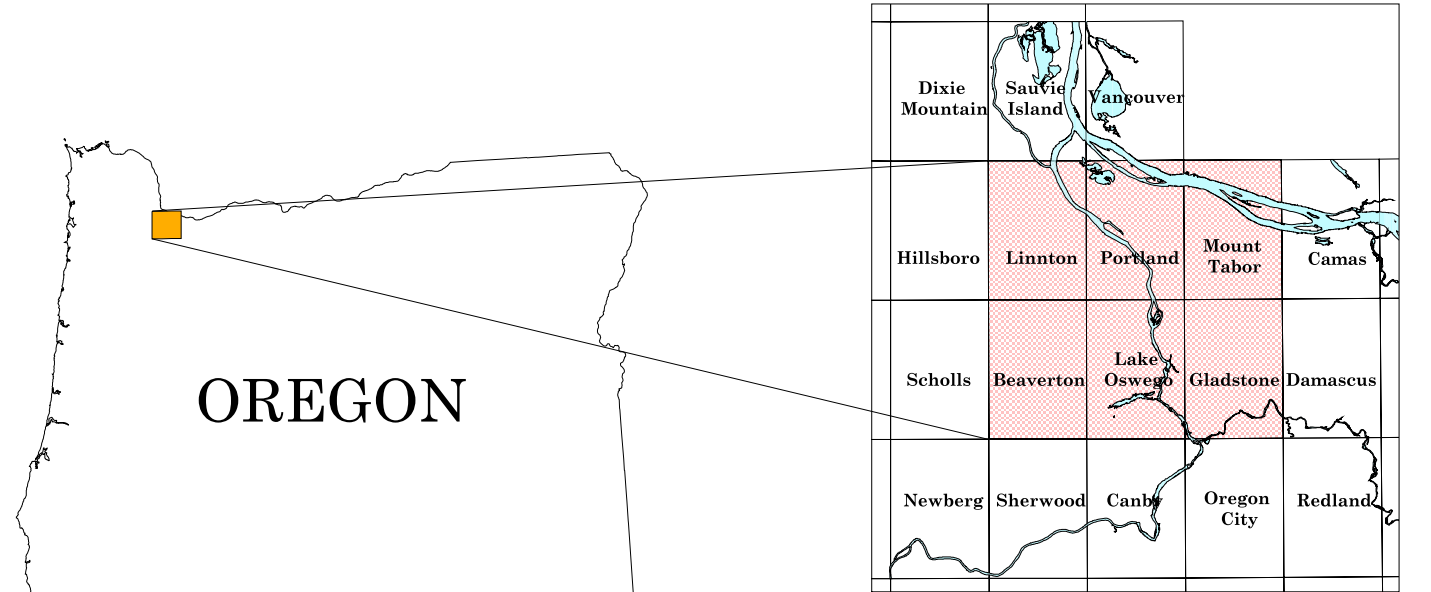 OREGON
Dixie
Mountain
Sauvie
Island
Vancouver
Hillsboro
Linnton
Portland
Mount
Tabor
Camas
Scholls
Beaverton
Lake
Oswego
Gladstone
Damascus
Newberg
Sherwood
Canby
Oregon
City
Redland